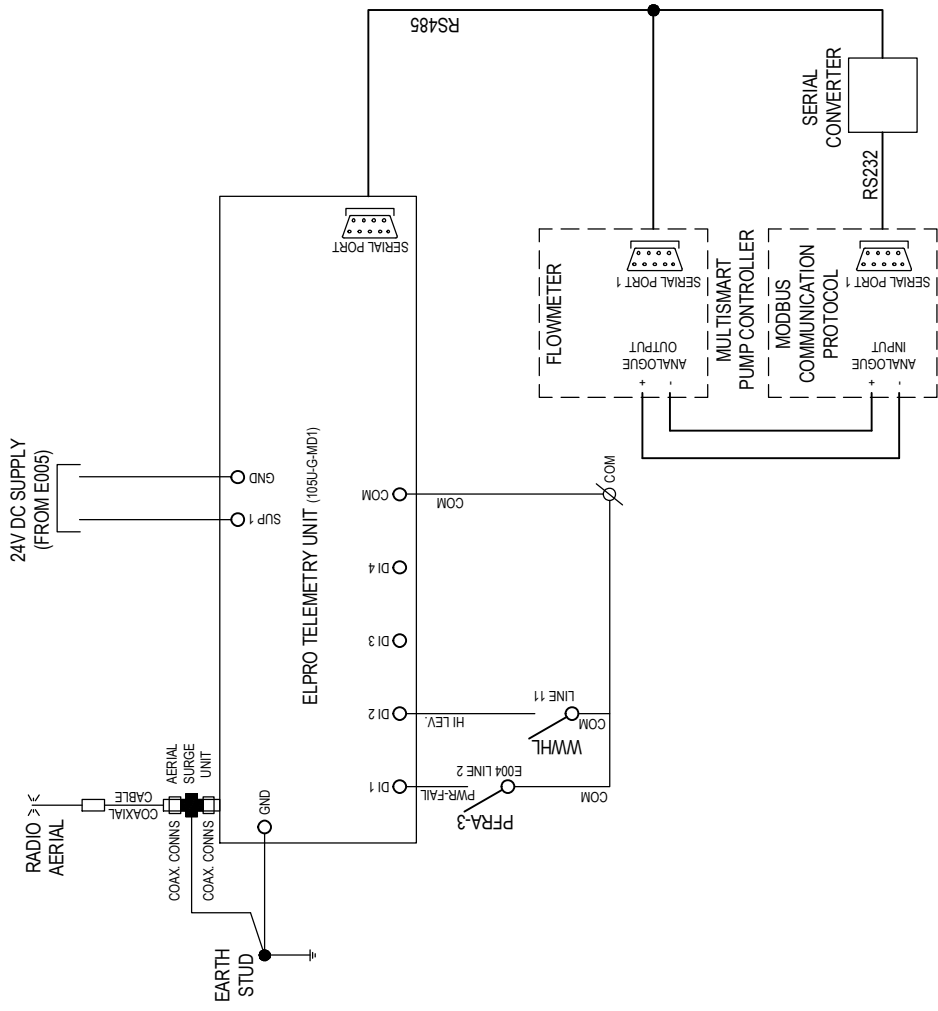 RS485
SERIAL
CONVERTER
RS232
SERIAL PORT
FLOWMETER
SERIAL PORT 1
ANALOGUE
OUTPUT
+
-
MULTISMART
PUMP CONTROLLER
MODBUS
COMMUNICATION
PROTOCOL
SERIAL PORT 1
ANALOGUE
INPUT
+
-
24V DC SUPPLY
(FROM E005)
GND
SUP 1
ELPRO TELEMETRY UNIT (105U-G-MD1)
COM
DI 4
DI 3
DI 2
DI 1
COM
COM
HI LEV.
LINE 11
WWHL
COM
PWR-FAIL
E004 LINE 2
PFRA-3
COM
RADIO
AERIAL
COAXIAL
CABLE
COAX. CONNS
COAX. CONNS
AERIAL
SURGE
UNIT
GND
EARTH
STUD